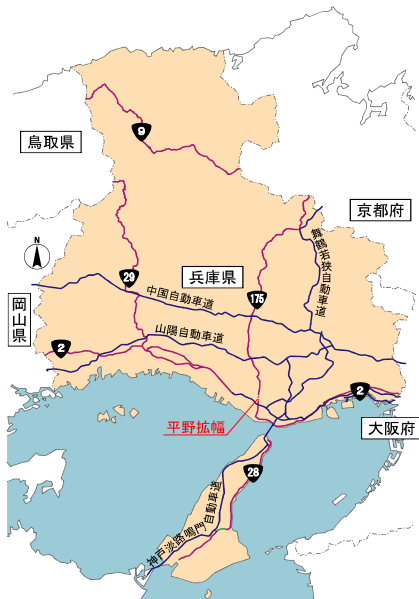 9
鳥取県
京都府
N
舞鶴若狭自動車道
兵庫県
29
175
中国自動車道
岡山県
山陽自動車道
2
2
平野拡幅
大阪府
28
神戸淡路鳴門自動車道